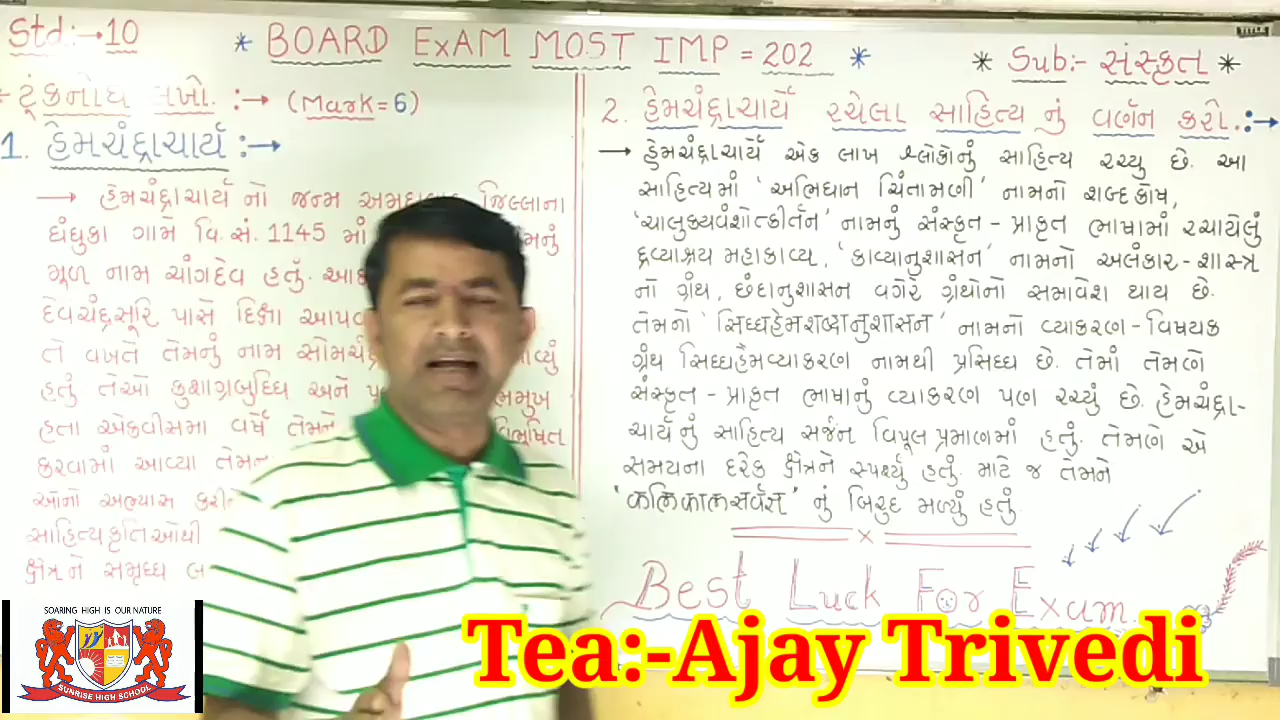 Std:→10
* BOARD ExAM MOST IMP = 202 *
* Sub:- સંસ્કૃત *
ટૂંકનોંધ લખો. :→ (Mark=6)
1. હેમચંદ્રાચાર્ય :→
→ હેમચંદ્રાચાર્ય નો જન્મ જિલ્લાના
ધંધુકા ગામે વિ.સં. 1145 માં
મૂળ નામ ચાંગદેવ હતું.
દેવચંદ્રસૂરિ પાસે દિક્ષા
તે વખતે તેમનું નામ
હતું તેઓ કુશાગ્રબુધ્ધિ અને
હતા એકવીસમા વર્ષે તેમને વિભૂષિત
કરવામાં આવ્યા
ઓનો અભ્યાસ
સાહિત્યકૃતિઓથી
ક્ષેત્રને સમૃધ્ધ
2. હેમચંદ્રાચાર્યે રચેલા સાહિત્ય નું વર્ણન કરો. :→
→ હેમચંદ્રાચાર્યે એક લાખ શ્લોકોનું સાહિત્ય રચ્યુ છે. આ
સાહિત્યમાં 'અભિધાન ચિંતામણી' નામનો શબ્દકોષ,
'ચાલુક્યવંશોત્કીર્તન' નામનું સંસ્કૃત - પ્રાકૃત ભાષામાં રચાયેલું
દ્રવ્યાશ્રય મહાકાવ્ય, 'કાવ્યાનુશાસન' નામનો અલંકાર - શાસ્ત્ર
નો ગ્રંથ, છંદાનુશાસન વગેરે ગ્રંથોનો સમાવેશ થાય છે.
તેમનો 'સિધ્ધહેમશબ્દાનુશાસન' નામનો વ્યાકરણ - વિષયક
ગ્રંથ સિધ્ધહેમવ્યાકરણ નામથી પ્રસિધ્ધ છે. તેમાં તેમણે
સંસ્કૃત - પ્રાકૃત ભાષાનું વ્યાકરણ પણ રચ્યું છે. હેમચંદ્રા-
ચાર્યનું સાહિત્ય સર્જન વિપૂલ પ્રમાણમાં હતું. તેમણે એ
સમયના દરેક ક્ષેત્રને સ્પર્શ્યું હતું. માટે જ તેમને
'કલિકાલસર્વજ્ઞ' નું બિરુદ મળ્યું હતું.
Best Luck For Exam.
SOARING HIGH IS OUR NATURE
SUNRISE HIGH SCHOOL
Tea:-Ajay Trivedi